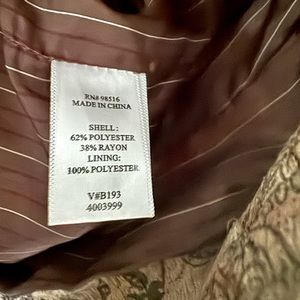 RN# 98516
MADE IN CHINA
SHELL:
62% POLYESTER
38% RAYON
LINING:
100% POLYESTER
V#B193
4003999